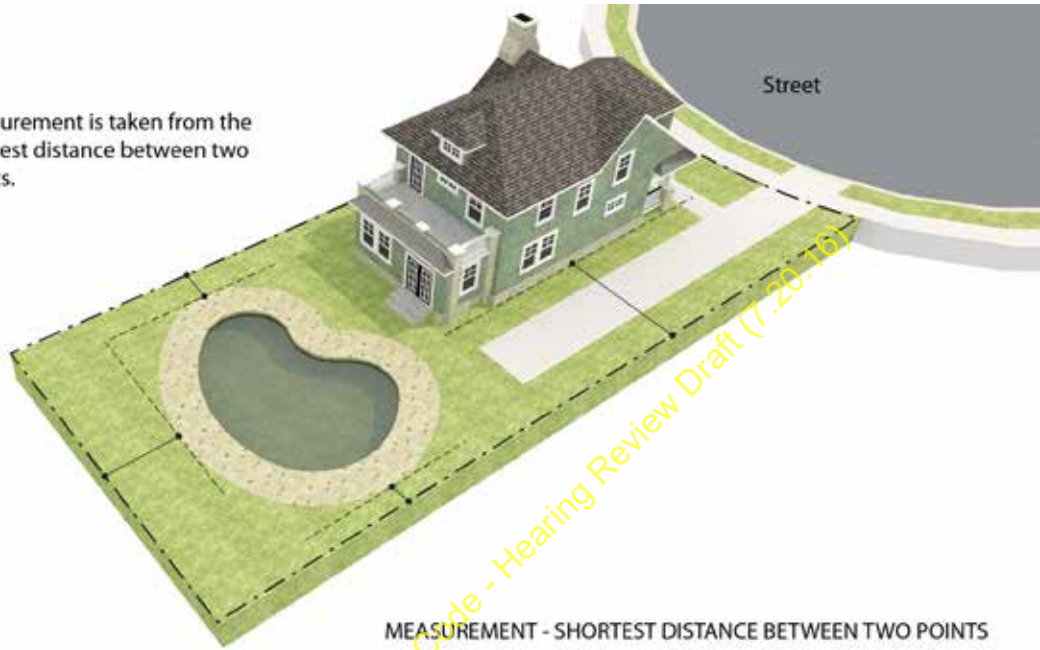 Street
urement is taken from the
est distance between two
s.
Code - Hearing Review Draft (7.20.16)
MEASUREMENT - SHORTEST DISTANCE BETWEEN TWO POINTS